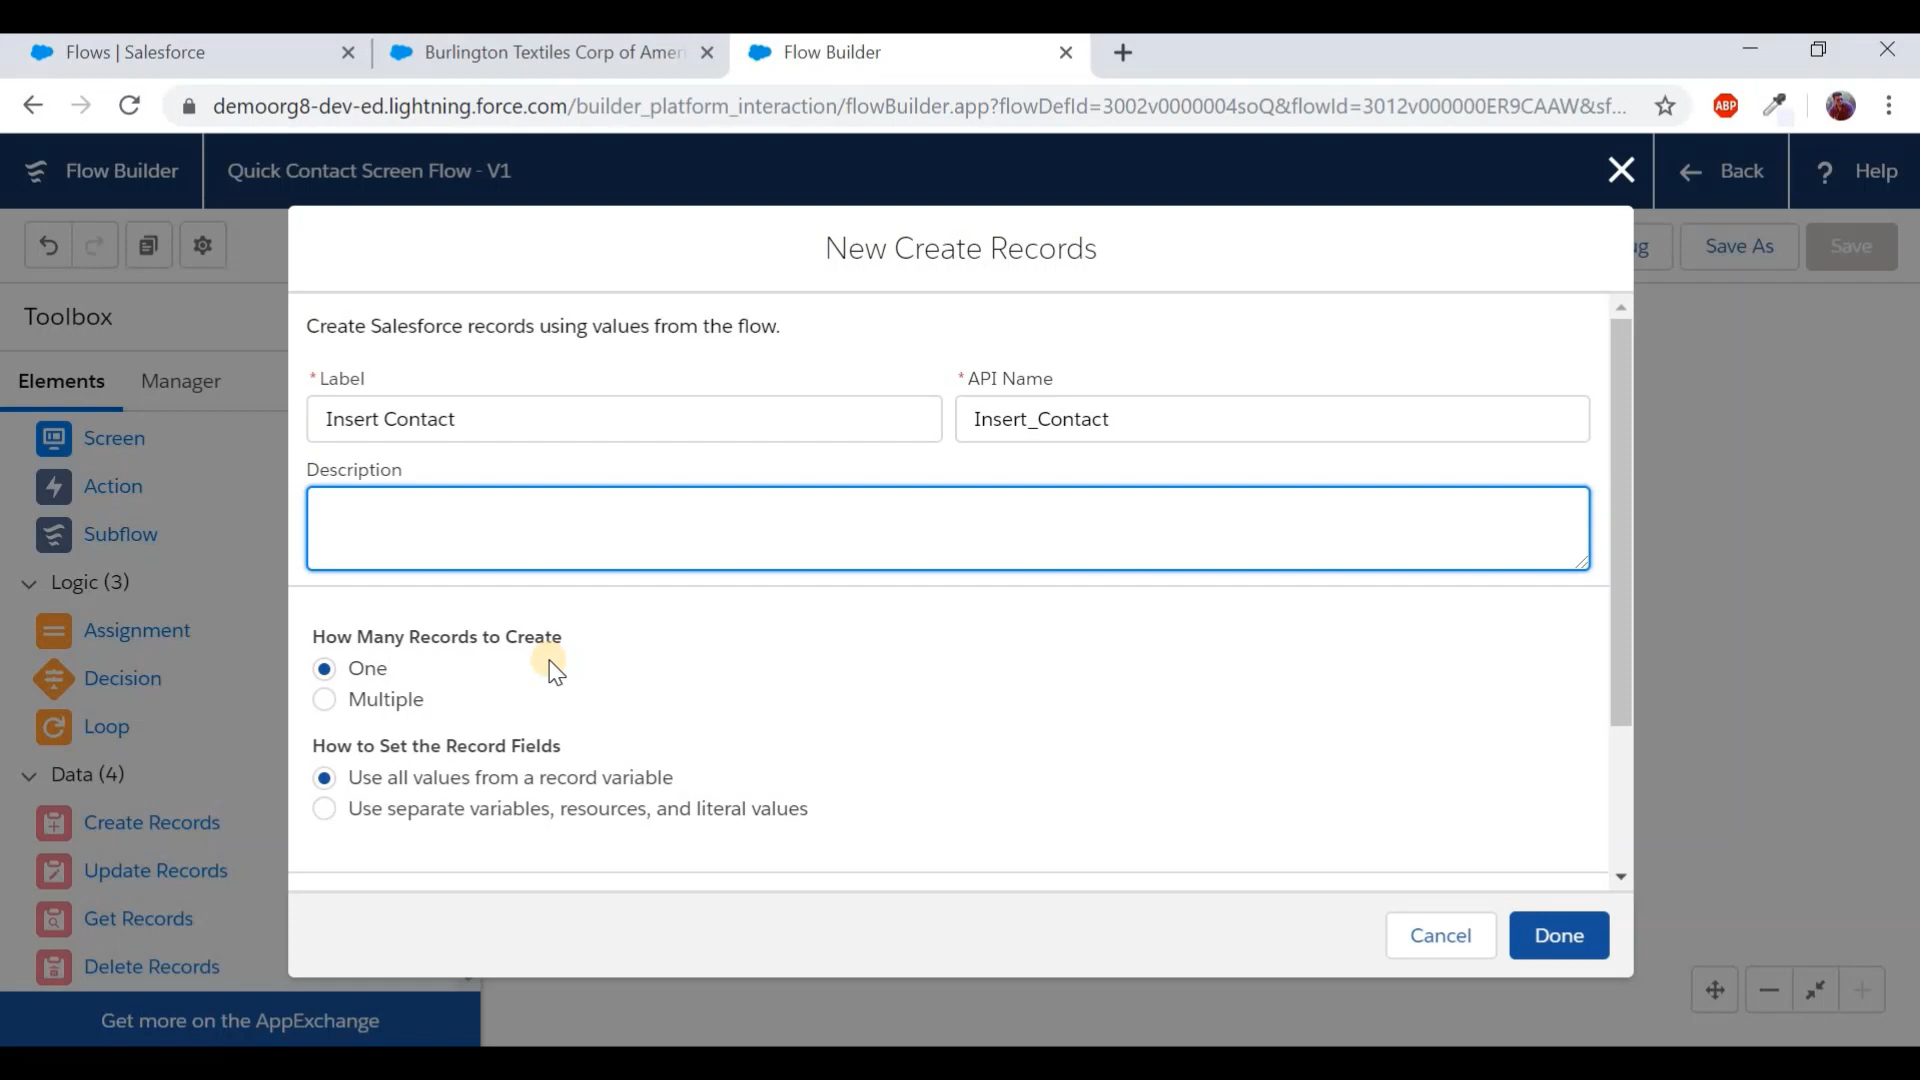 Flows | Salesforce
Burlington Textiles Corp of Amer
Flow Builder
demoorg8-dev-ed.lightning.force.com/builder_platform_interaction/flowBuilder.app?flowDefId=3002v0000004soQ&flowId=3012v000000ER9CAAW&sf...
ABP
Flow Builder
Quick Contact Screen Flow - V1
Back
? Help
New Create Records
ug
Save As
Save
Toolbox
Create Salesforce records using values from the flow.
Elements
Manager
* Label
* API Name
Insert Contact
Insert_Contact
Screen
Description
Action
Subflow
Logic (3)
Assignment
How Many Records to Create
One
Decision
Multiple
Loop
How to Set the Record Fields
Data (4)
Use all values from a record variable
Use separate variables, resources, and literal values
Create Records
Update Records
Get Records
Cancel
Done
Delete Records
Get more on the AppExchange